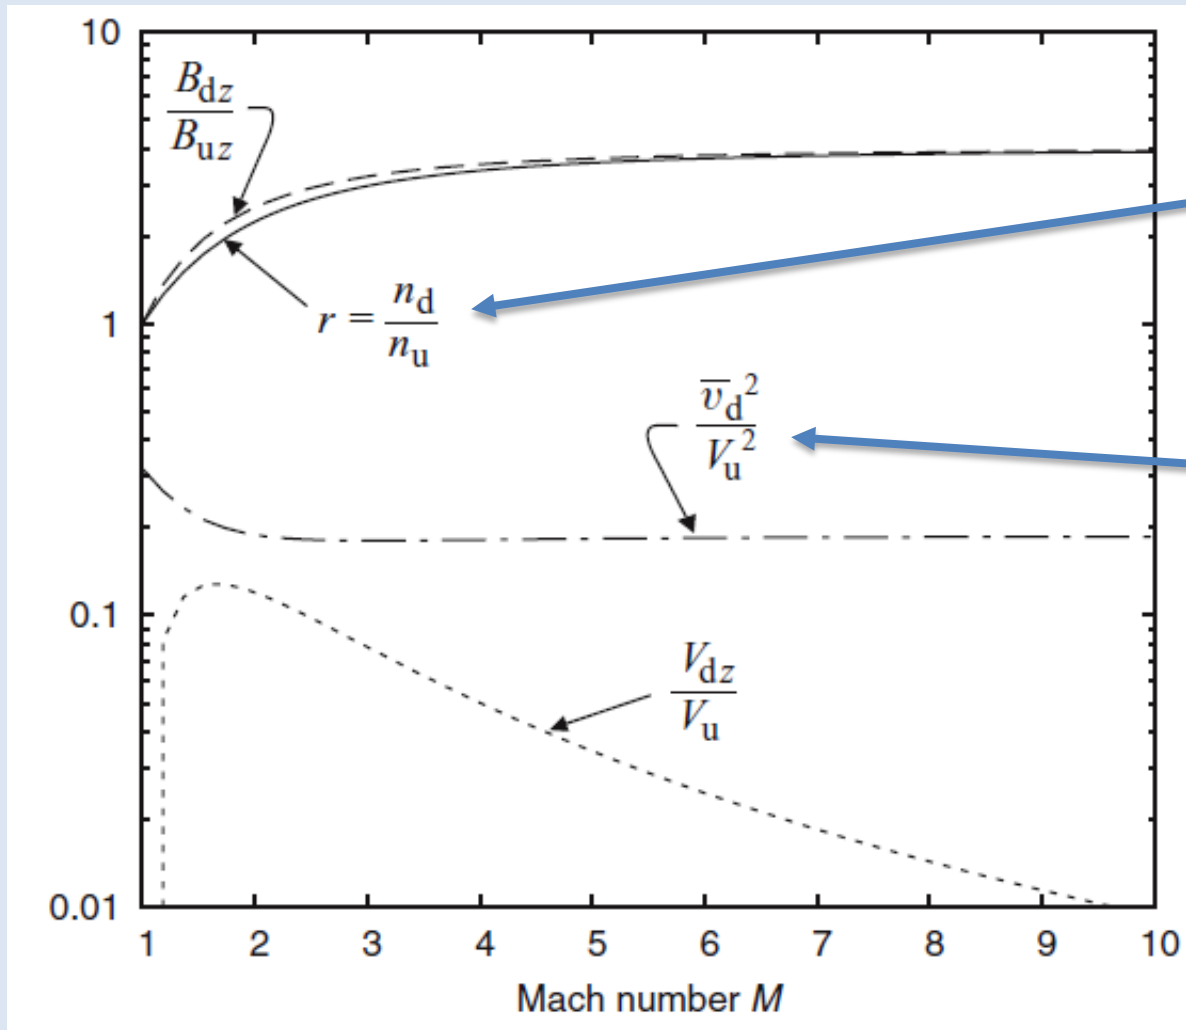 10
B_dz
B_uz
r = n_d
n_u
1
v̅_d²
V_u²
0.1
V_dz
V_u
0.01
1 2 3 4 5 6 7 8 9 10
Mach number M